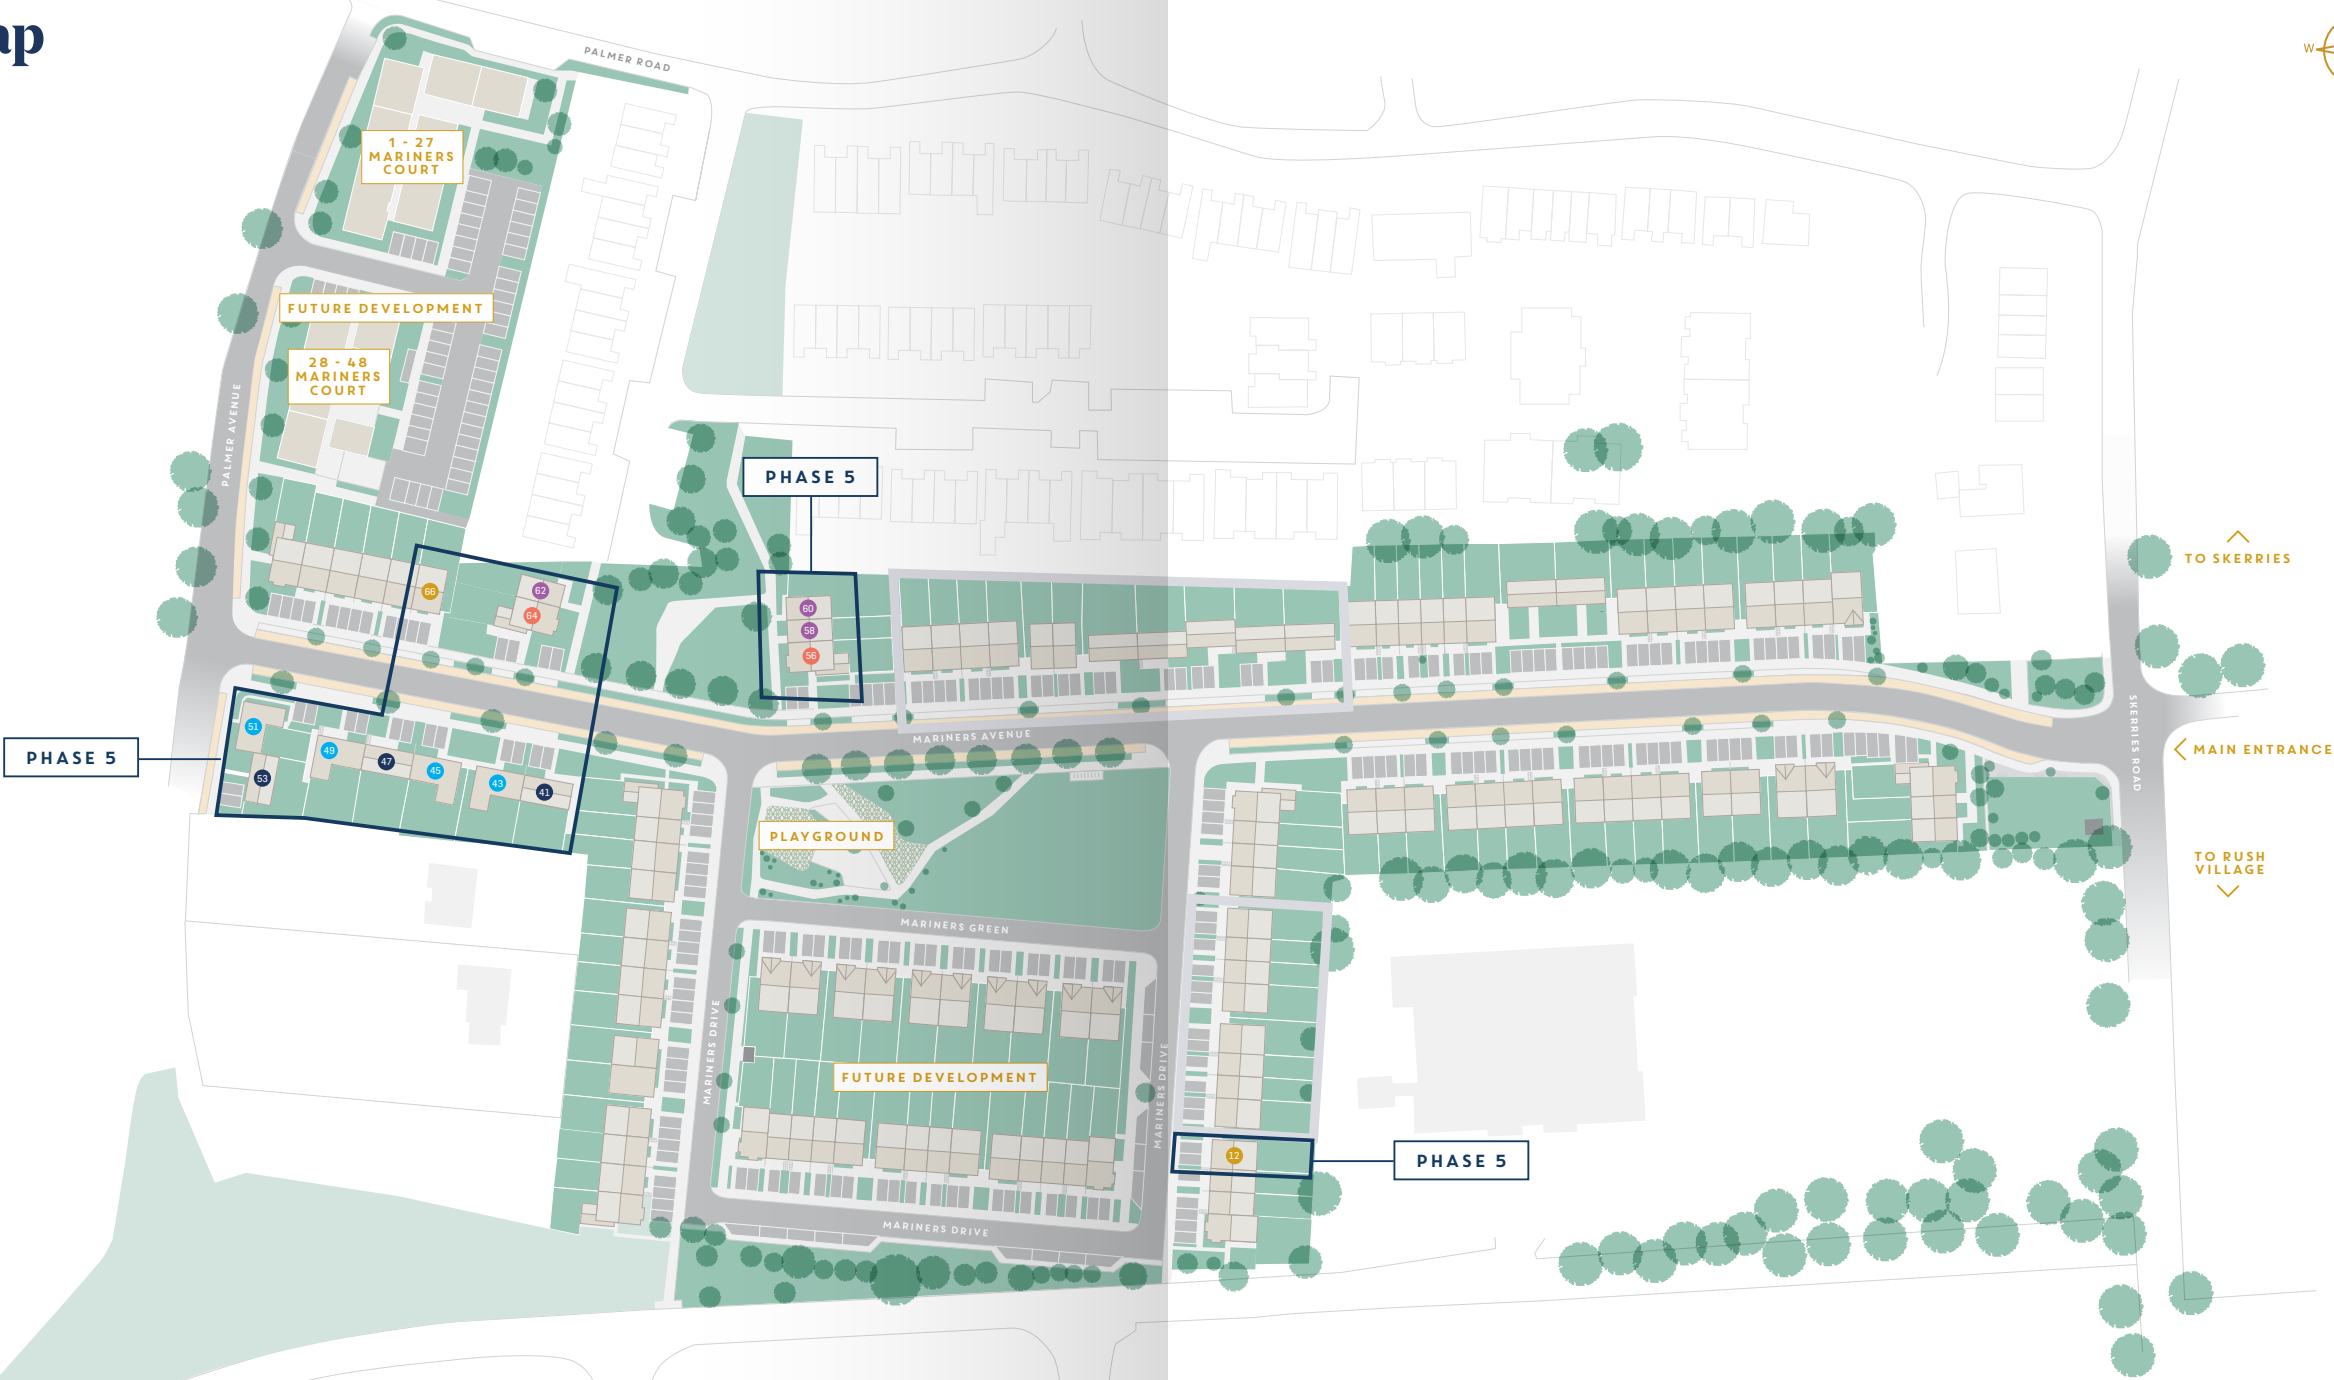 ap
W
PALMER ROAD
1 - 27
MARINERS
COURT
FUTURE DEVELOPMENT
28 - 48
MARINERS
COURT
PALMER AVENUE
PHASE 5
TO SKERRIES
66
62
64
60
58
56
PHASE 5
51
53
49
47
45
43
41
MARINERS AVENUE
SKERRIES ROAD
MAIN ENTRANCE
PLAYGROUND
TO RUSH
VILLAGE
MARINERS GREEN
MARINERS DRIVE
FUTURE DEVELOPMENT
MARINERS DRIVE
12
PHASE 5
MARINERS DRIVE